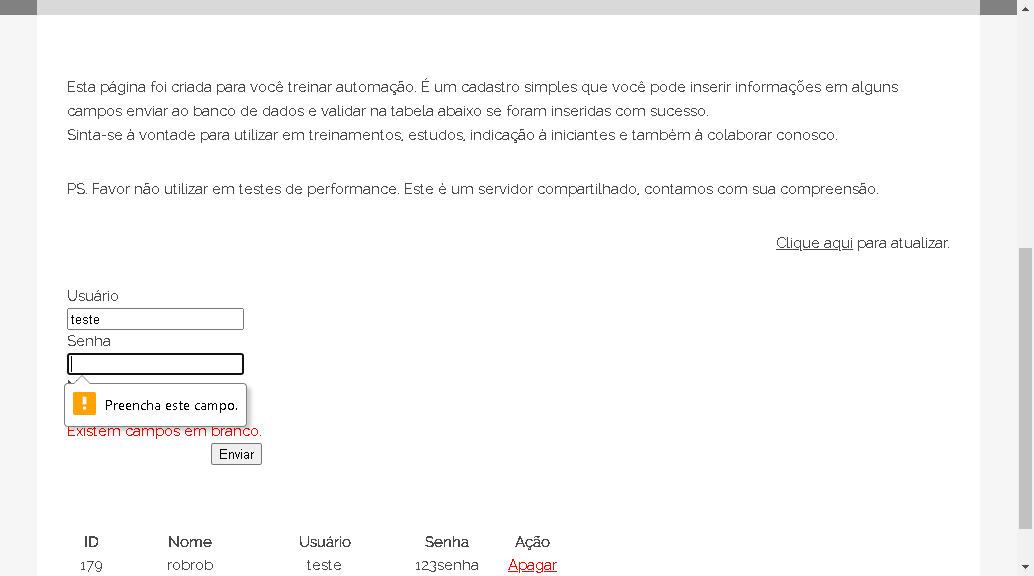 Esta página foi criada para você treinar automação. É um cadastro simples que você pode inserir informações em alguns
campos enviar ao banco de dados e validar na tabela abaixo se foram inseridas com sucesso.
Sinta-se à vontade para utilizar em treinamentos, estudos, indicação à iniciantes e também à colaborar conosco.
PS. Favor não utilizar em testes de performance. Este é um servidor compartilhado, contamos com sua compreensão.
Clique aqui para atualizar.
Usuário
teste
Senha
Preencha este campo.
Existem campos em branco.
Enviar
ID Nome Usuário Senha Ação
179 robrob teste 123senha Apagar